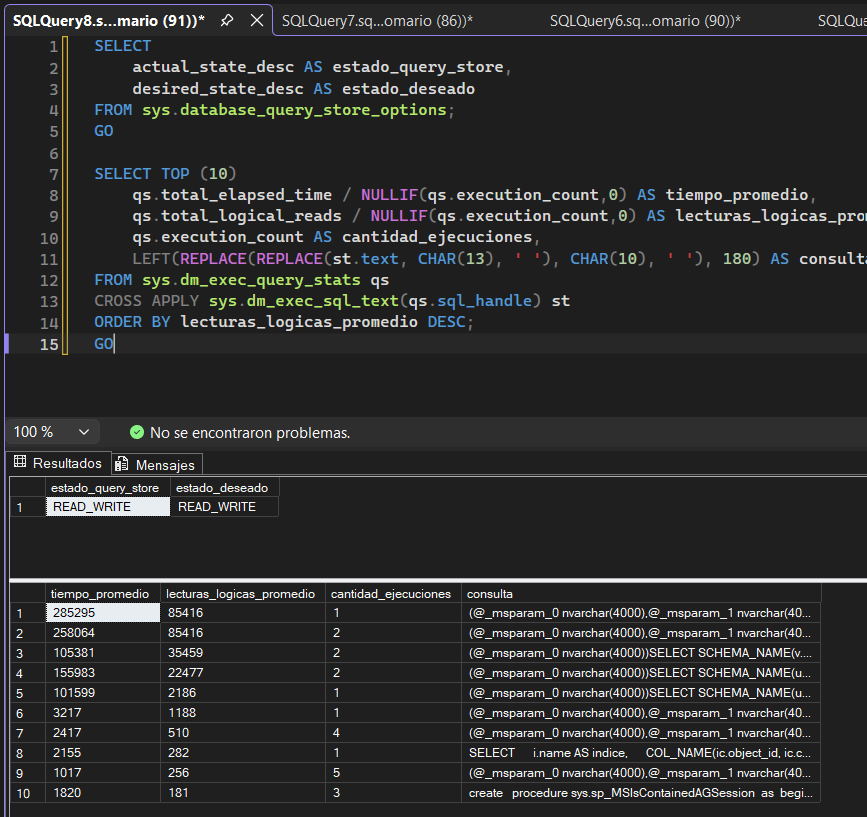 SQLQuery8.s...mario (91))*
SQLQuery7.sq...omario (86))*
SQLQuery6.sq...omario (90))*
SQLQue
1 SELECT
2 actual_state_desc AS estado_query_store,
3 desired_state_desc AS estado_deseado
4 FROM sys.database_query_store_options;
5 GO
6
7 SELECT TOP (10)
8 qs.total_elapsed_time / NULLIF(qs.execution_count,0) AS tiempo_promedio,
9 qs.total_logical_reads / NULLIF(qs.execution_count,0) AS lecturas_logicas_pro
10 qs.execution_count AS cantidad_ejecuciones,
11 LEFT(REPLACE(REPLACE(st.text, CHAR(13), ' '), CHAR(10), ' '), 180) AS consulta
12 FROM sys.dm_exec_query_stats qs
13 CROSS APPLY sys.dm_exec_sql_text(qs.sql_handle) st
14 ORDER BY lecturas_logicas_promedio DESC;
15 GO
100 % No se encontraron problemas.
Resultados Mensajes
estado_query_store estado_deseado
1 READ_WRITE READ_WRITE
tiempo_promedio lecturas_logicas_promedio cantidad_ejecuciones consulta
1 285295 85416 1 (@_msparam_0 nvarchar(4000),@_msparam_1 nvarchar(40...
2 258064 85416 2 (@_msparam_0 nvarchar(4000),@_msparam_1 nvarchar(40...
3 105381 35459 2 (@_msparam_0 nvarchar(4000))SELECT SCHEMA_NAME(v....
4 155983 22477 2 (@_msparam_0 nvarchar(4000))SELECT SCHEMA_NAME(u...
5 101599 2186 1 (@_msparam_0 nvarchar(4000))SELECT SCHEMA_NAME(u...
6 3217 1188 1 (@_msparam_0 nvarchar(4000),@_msparam_1 nvarchar(40...
7 2417 510 4 (@_msparam_0 nvarchar(4000),@_msparam_1 nvarchar(40...
8 2155 282 1 SELECT i.name AS indice, COL_NAME(ic.object_id, ic.c...
9 1017 256 5 (@_msparam_0 nvarchar(4000),@_msparam_1 nvarchar(40...
10 1820 181 3 create procedure sys.sp_MSIsContainedAGSession as begi...